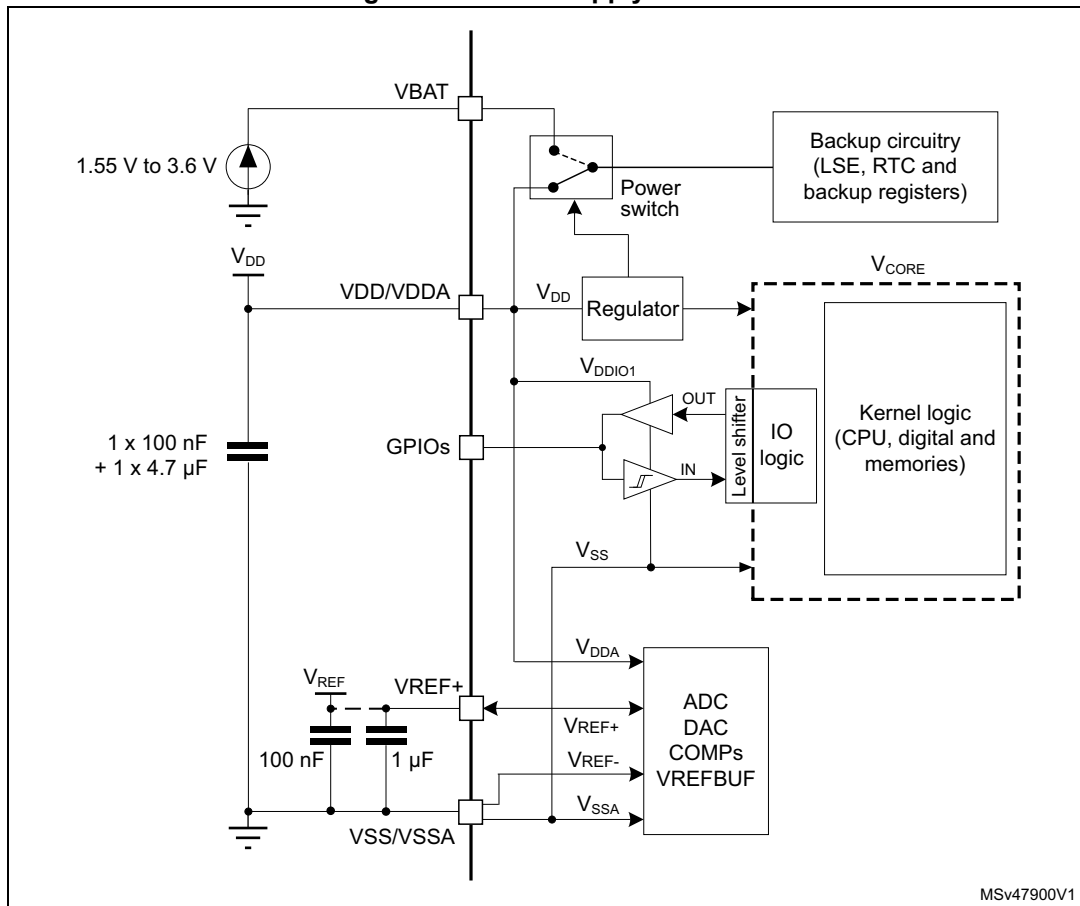 VBAT
1.55 V to 3.6 V
Power
switch
Backup circuitry
(LSE, RTC and
backup registers)
VDD
VDD/VDDA
VDD
Regulator
VCORE
VDDIO1
OUT
1 x 100 nF
+ 1 x 4.7 µF
GPIOs
IN
Level shifter
IO
logic
Kernel logic
(CPU, digital and
memories)
VSS
VDDA
VREF
VREF+
VREF+
100 nF
1 µF
VREF-
VSSA
ADC
DAC
COMPs
VREFBUF
VSS/VSSA
MSv47900V1